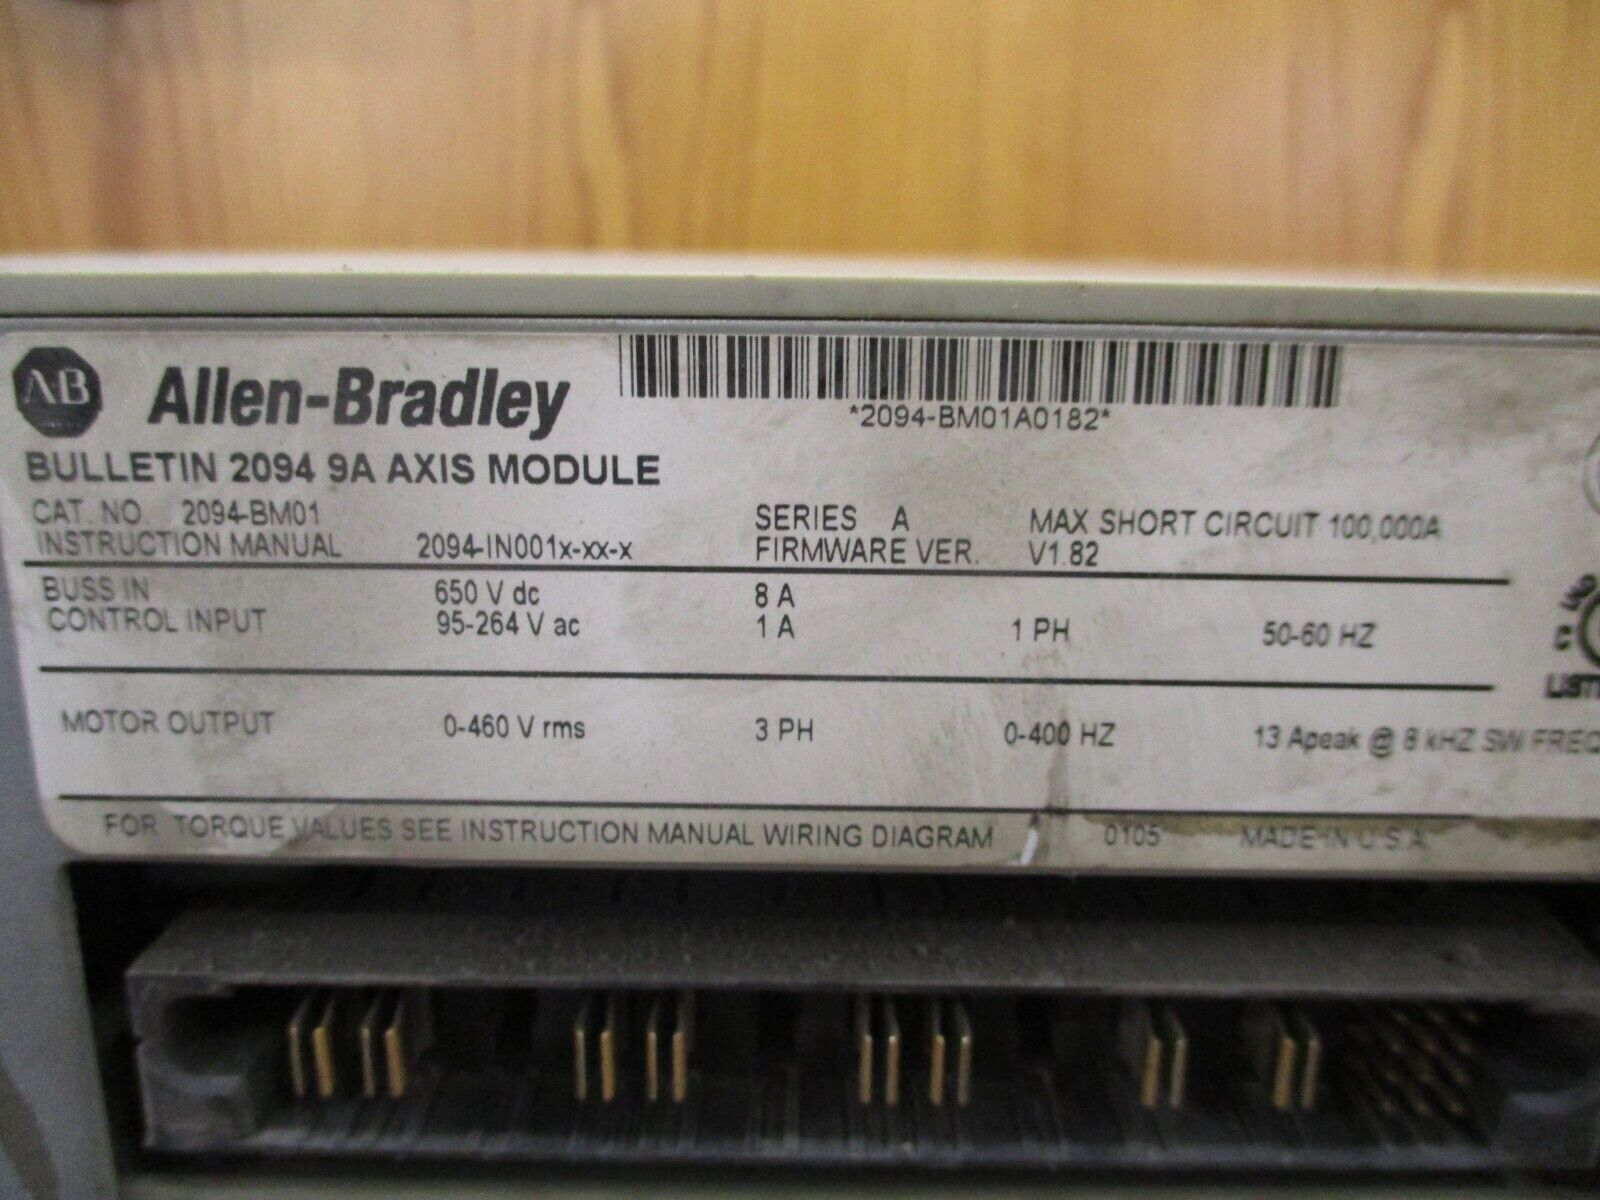 AB Allen-Bradley
*2094-BM01A0182*
BULLETIN 2094 9A AXIS MODULE
CAT. NO. 2094-BM01 SERIES A MAX SHORT CIRCUIT 100,000A
INSTRUCTION MANUAL 2094-IN001x-xx-x FIRMWARE VER. V1.82
BUSS IN 650 V dc 8 A
CONTROL INPUT 95-264 V ac 1 A 1 PH 50-60 HZ
MOTOR OUTPUT 0-460 V rms 3 PH 0-400 HZ 13 Apeak @ 8 kHZ SW FREQ
FOR TORQUE VALUES SEE INSTRUCTION MANUAL WIRING DIAGRAM 0105 MADE IN U.S.A.
C